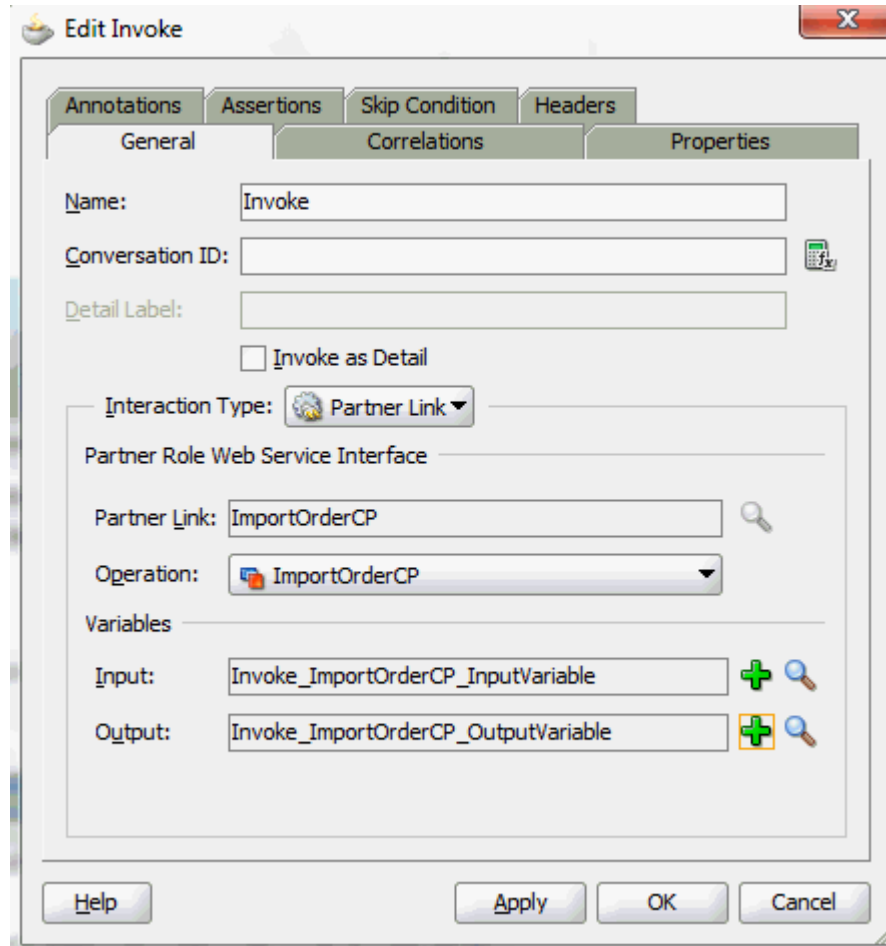 Edit Invoke
Annotations Assertions Skip Condition Headers
General Correlations Properties
Name: Invoke
Conversation ID:
Detail Label:
Invoke as Detail
Interaction Type: Partner Link
Partner Role Web Service Interface
Partner Link: ImportOrderCP
Operation: ImportOrderCP
Variables
Input: Invoke_ImportOrderCP_InputVariable
Output: Invoke_ImportOrderCP_OutputVariable
Help Apply OK Cancel